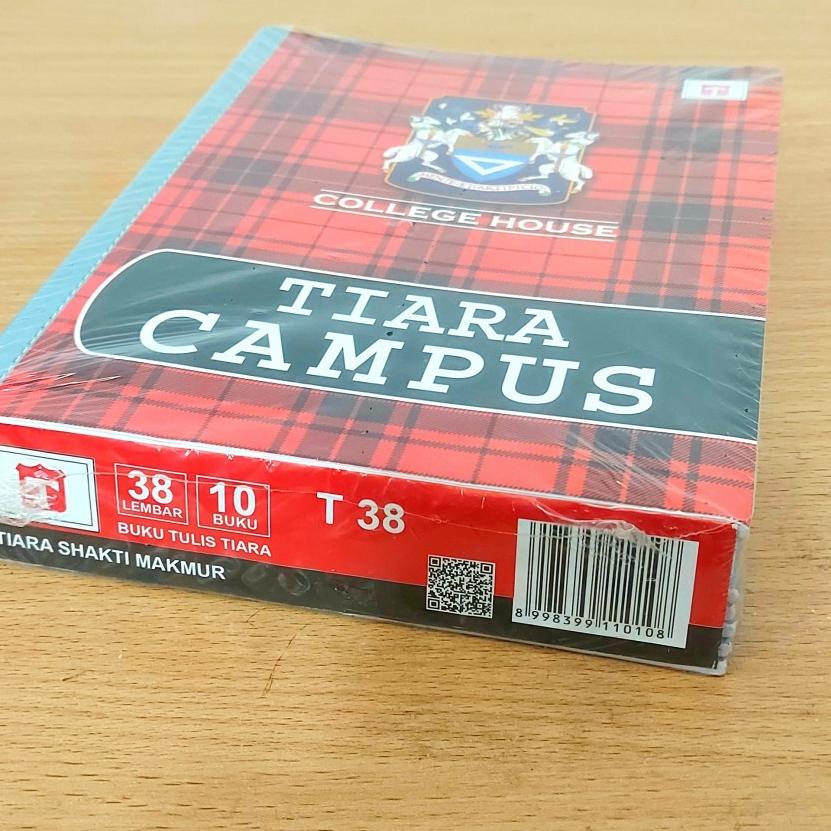 COLLEGE HOUSE
TIARA
CAMPUS
38
LEMBAR
10
BUKU
T 38
BUKU TULIS TIARA
TIARA SHAKTI MAKMUR
8 998399 110108